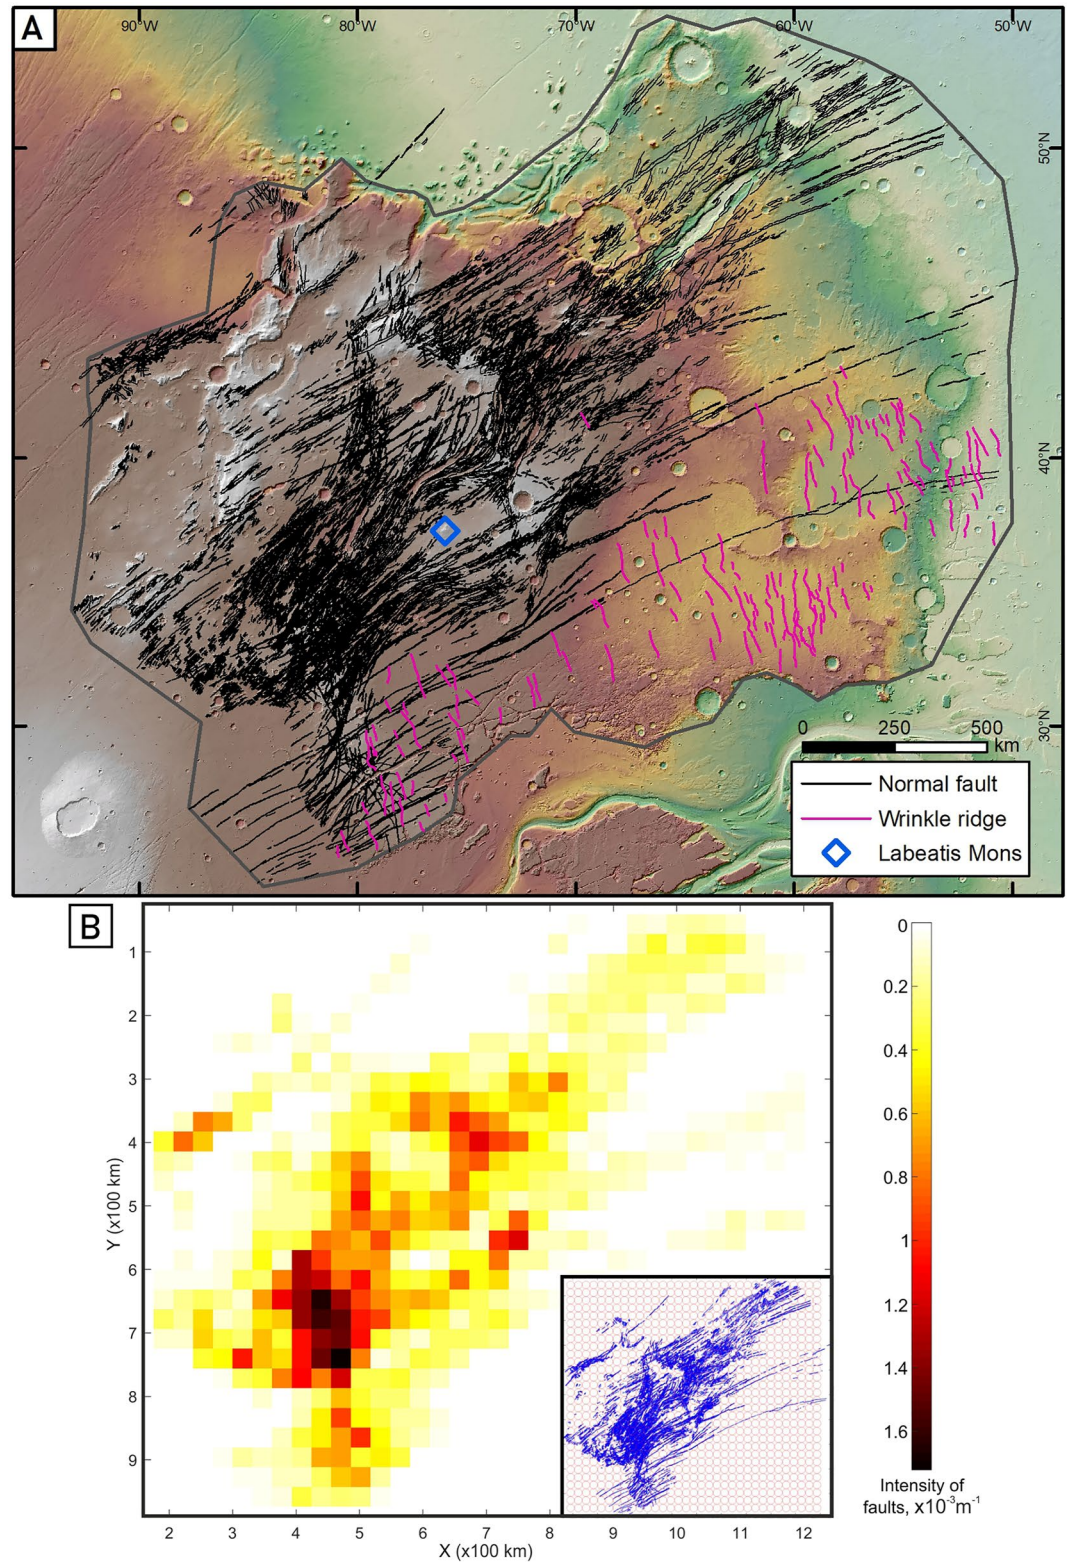 A
90°W 80°W 70°W 60°W 50°W
50°N
40°N
30°N
0 250 500
km
Normal fault
Wrinkle ridge
Labeatis Mons
B
1
2
3
4
5
6
7
8
9
Y (x100 km)
2 3 4 5 6 7 8 9 10 11 12
X (x100 km)
0
0.2
0.4
0.6
0.8
1
1.2
1.4
1.6
Intensity of
faults, x10⁻³m⁻¹